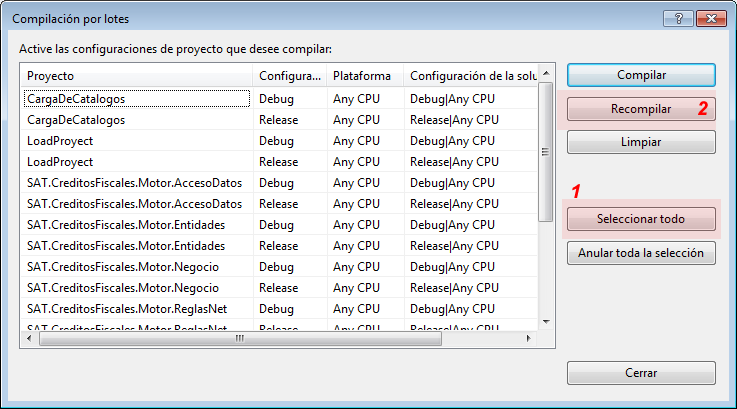 Compilación por lotes
Active las configuraciones de proyecto que desee compilar:
Proyecto Configura... Plataforma Configuración de la solu
CargaDeCatalogos Debug Any CPU Debug|Any CPU
CargaDeCatalogos Release Any CPU Release|Any CPU
LoadProyect Debug Any CPU Debug|Any CPU
LoadProyect Release Any CPU Release|Any CPU
SAT.CreditosFiscales.Motor.AccesoDatos Debug Any CPU Debug|Any CPU
SAT.CreditosFiscales.Motor.AccesoDatos Release Any CPU Release|Any CPU
SAT.CreditosFiscales.Motor.Entidades Debug Any CPU Debug|Any CPU
SAT.CreditosFiscales.Motor.Entidades Release Any CPU Release|Any CPU
SAT.CreditosFiscales.Motor.Negocio Debug Any CPU Debug|Any CPU
SAT.CreditosFiscales.Motor.Negocio Release Any CPU Release|Any CPU
SAT.CreditosFiscales.Motor.ReglasNet Debug Any CPU Debug|Any CPU
SAT.CreditosFiscales.Motor.ReglasNet Release Any CPU Release|Any CPU
Compilar
Recompilar 2
Limpiar
1
Seleccionar todo
Anular toda la selección
Cerrar